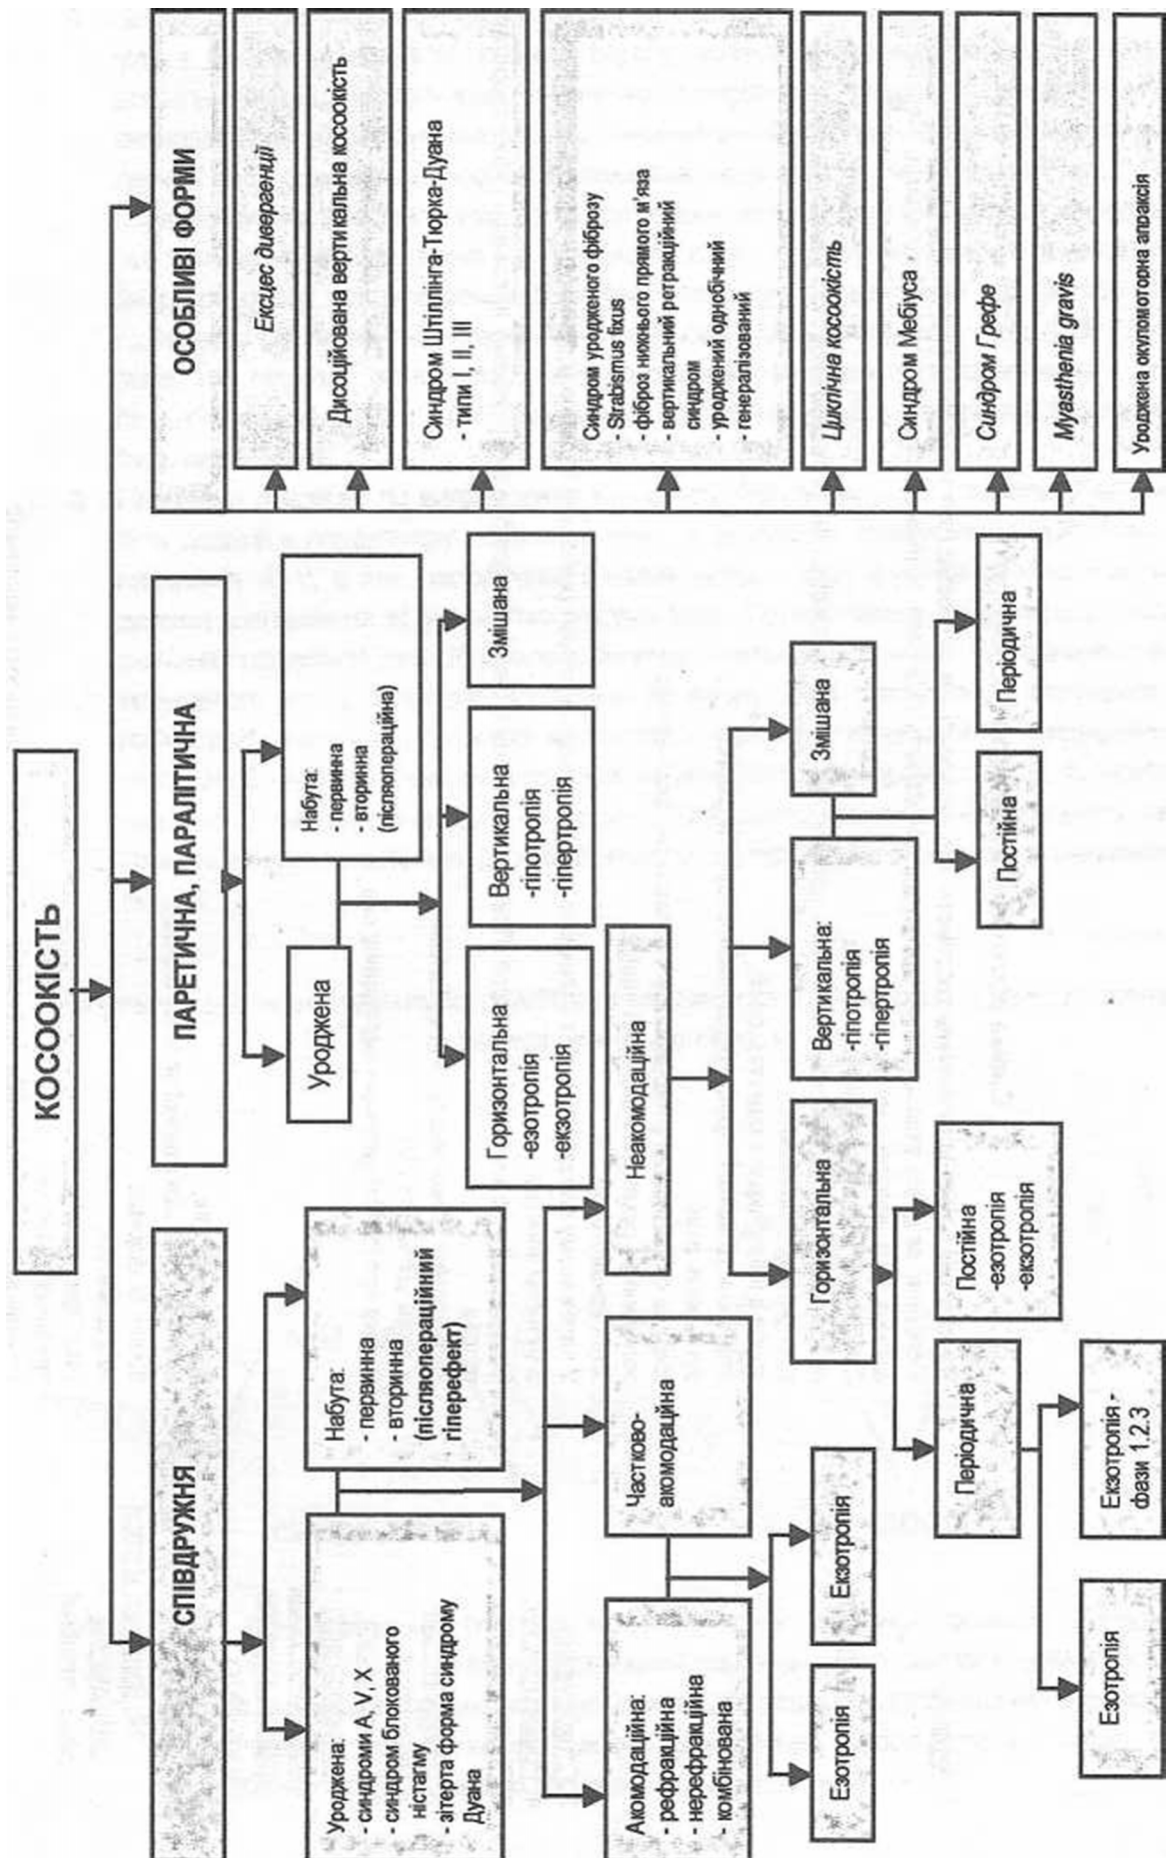 КОСООКІСТЬ
СПІВДРУЖНЯ
ПАРЕТИЧНА, ПАРАЛІТИЧНА
ОСОБЛИВІ ФОРМИ
Уроджена:
- синдроми A, V, X
- синдром блокованого
ністагму
- зітерта форма синдрому
Дуана
Набута:
- первинна
- вторинна
(післяопераційний
гіперефект)
Акомодаційна:
- рефракційна
- нерефракційна
- комбінована
Частково-
акомодаційна
Неакомодаційна
Езотропія
Екзотропія
Горизонтальна
Вертикальна:
-гіпотропія
-гіпертропія
Змішана
Періодична
Постійна
-езотропія
-екзотропія
Постійна
Періодична
Езотропія
Екзотропія -
фази 1,2,3
Уроджена
Набута:
- первинна
- вторинна
(післяопераційна)
Горизонтальна
-езотропія
-екзотропія
Вертикальна
-гіпотропія
-гіпертропія
Змішана
Ексцес дивергенції
Дисоційована вертикальна косоокість
Синдром Штіллінга-Тюрка-Дуана
- типи I, II, III
Синдром уродженого фіброзу
- Strabismus fixus
- фіброз нижнього прямого м'яза
- вертикальний ретракційний
синдром
- уроджений однобічний
- генералізований
Циклічна косоокість
Синдром Мебіуса
Синдром Грефе
Myasthenia gravis
Уроджена окуломоторна апраксія